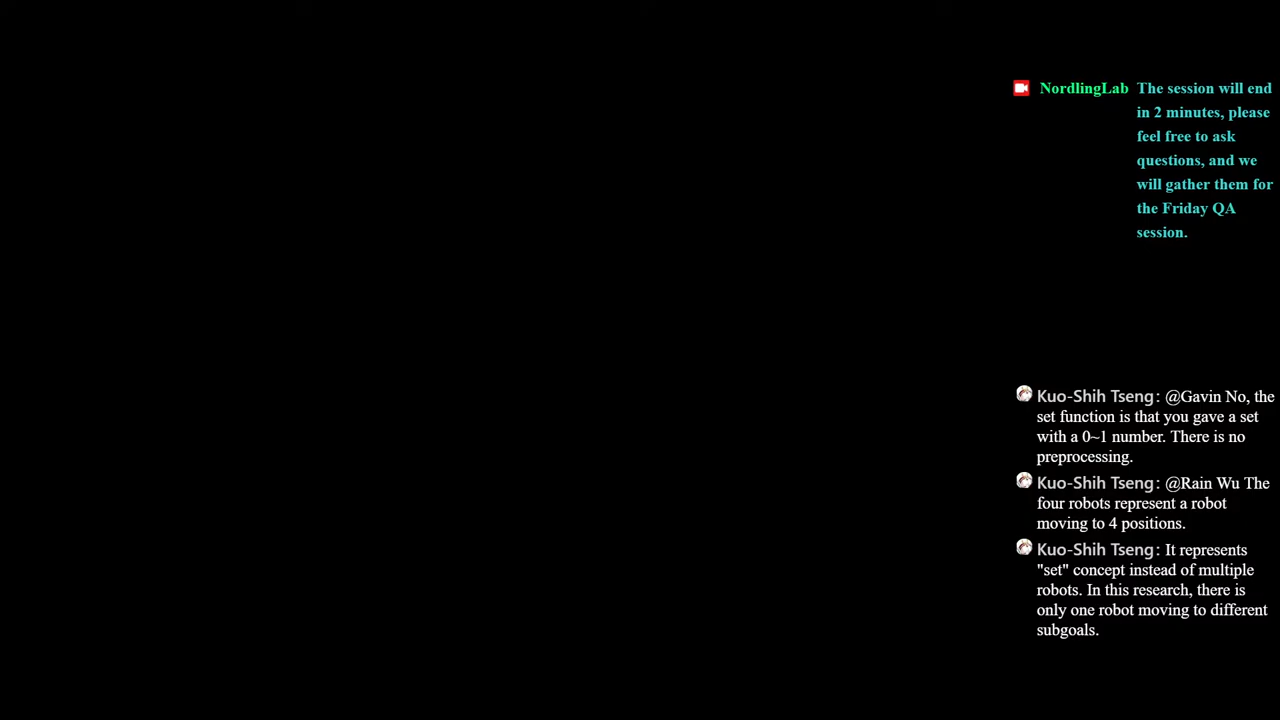 NordlingLab The session will end
in 2 minutes, please
feel free to ask
questions, and we
will gather them for
the Friday QA
session.
Kuo-Shih Tseng: @Gavin No, the
set function is that you gave a set
with a 0~1 number. There is no
preprocessing.
Kuo-Shih Tseng: @Rain Wu The
four robots represent a robot
moving to 4 positions.
Kuo-Shih Tseng: It represents
"set" concept instead of multiple
robots. In this research, there is
only one robot moving to different
subgoals.